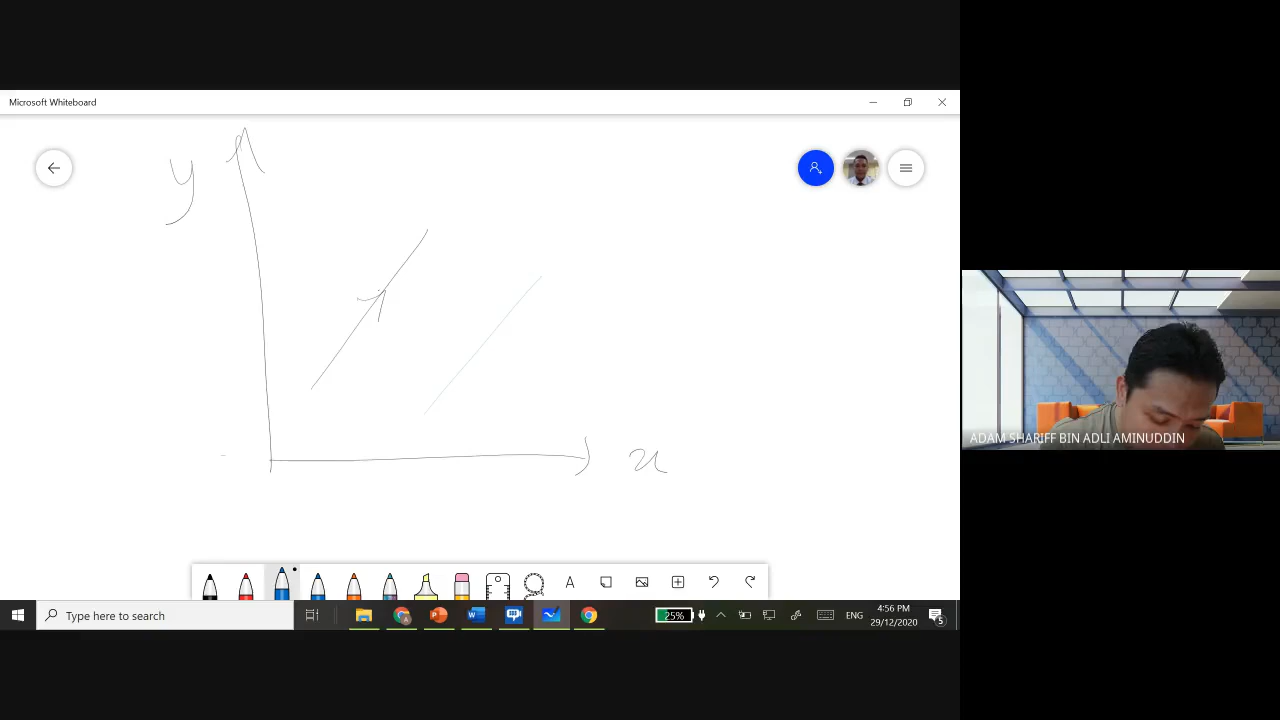 Microsoft Whiteboard
y
x
ADAM SHARIFF BIN ADLI AMINUDDIN
A
Type here to search
25%
ENG
4:56 PM
29/12/2020
5